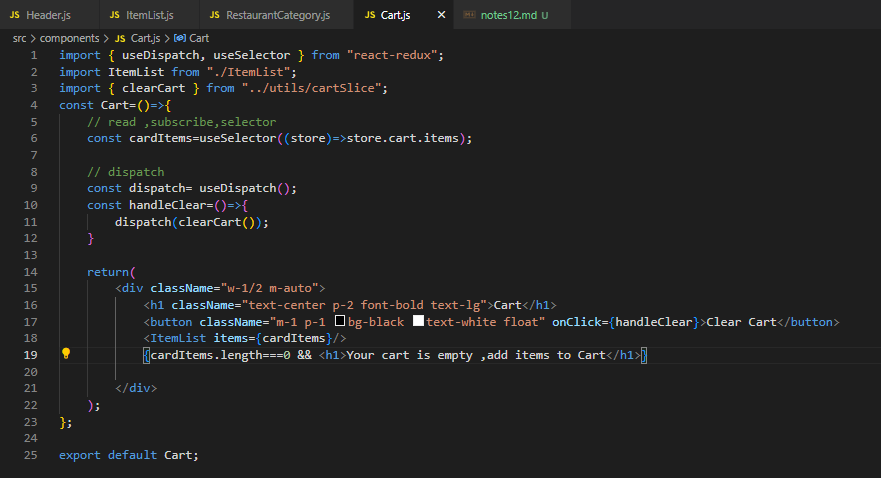 JS Header.js JS ItemList.js JS RestaurantCategory.js JS Cart.js × notes12.md U
src > components > JS Cart.js > Cart
1 import { useDispatch, useSelector } from "react-redux";
2 import ItemList from "./ItemList";
3 import { clearCart } from "../utils/cartSlice";
4 const Cart=()=>{
5 // read ,subscribe,selector
6 const cardItems=useSelector((store)=>store.cart.items);
7
8 // dispatch
9 const dispatch= useDispatch();
10 const handleClear=()=>{
11 dispatch(clearCart());
12 }
13
14 return(
15 <div className="w-1/2 m-auto">
16 <h1 className="text-center p-2 font-bold text-lg">Cart</h1>
17 <button className="m-1 p-1 bg-black text-white float" onClick={handleClear}>Clear Cart</button>
18 <ItemList items={cardItems}/>
19 {cardItems.length===0 && <h1>Your cart is empty ,add items to Cart</h1>}
20
21 </div>
22 );
23 };
24
25 export default Cart;